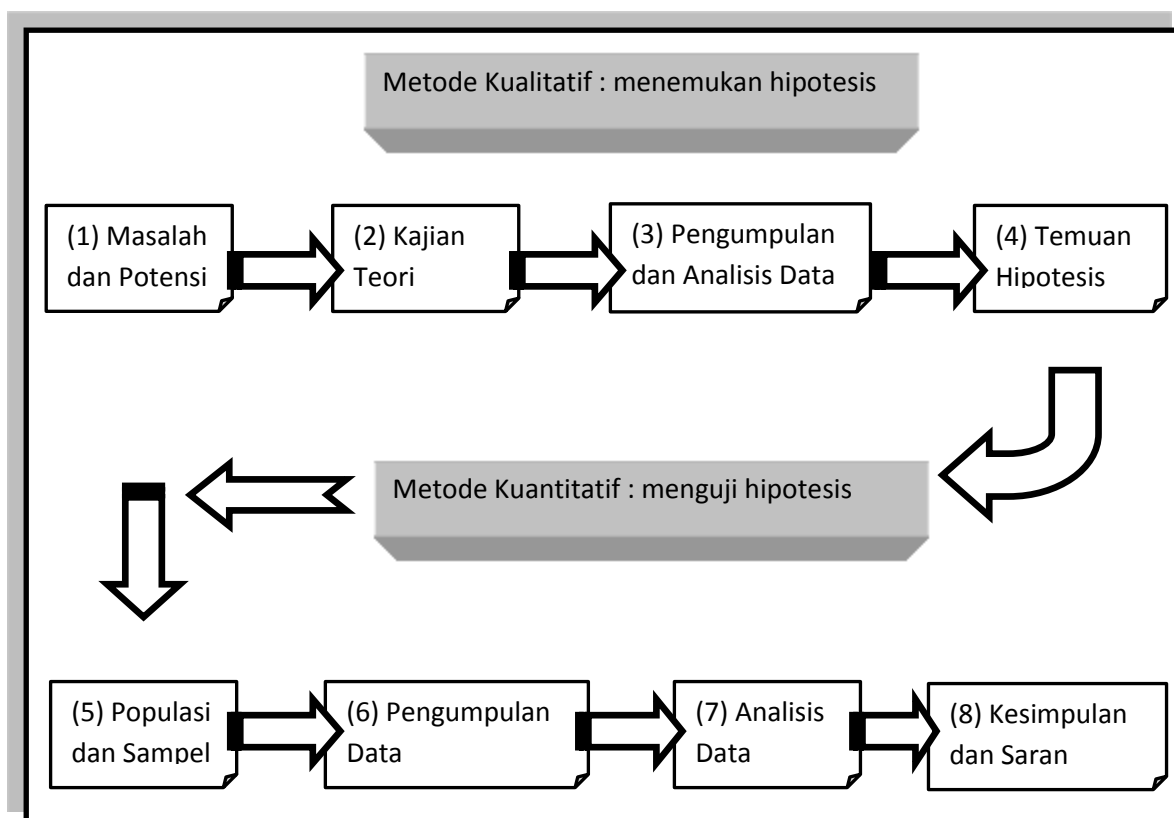 Metode Kualitatif : menemukan hipotesis
(1) Masalah
dan Potensi
(2) Kajian
Teori
(3) Pengumpulan
dan Analisis Data
(4) Temuan
Hipotesis
Metode Kuantitatif : menguji hipotesis
(5) Populasi
dan Sampel
(6) Pengumpulan
Data
(7) Analisis
Data
(8) Kesimpulan
dan Saran